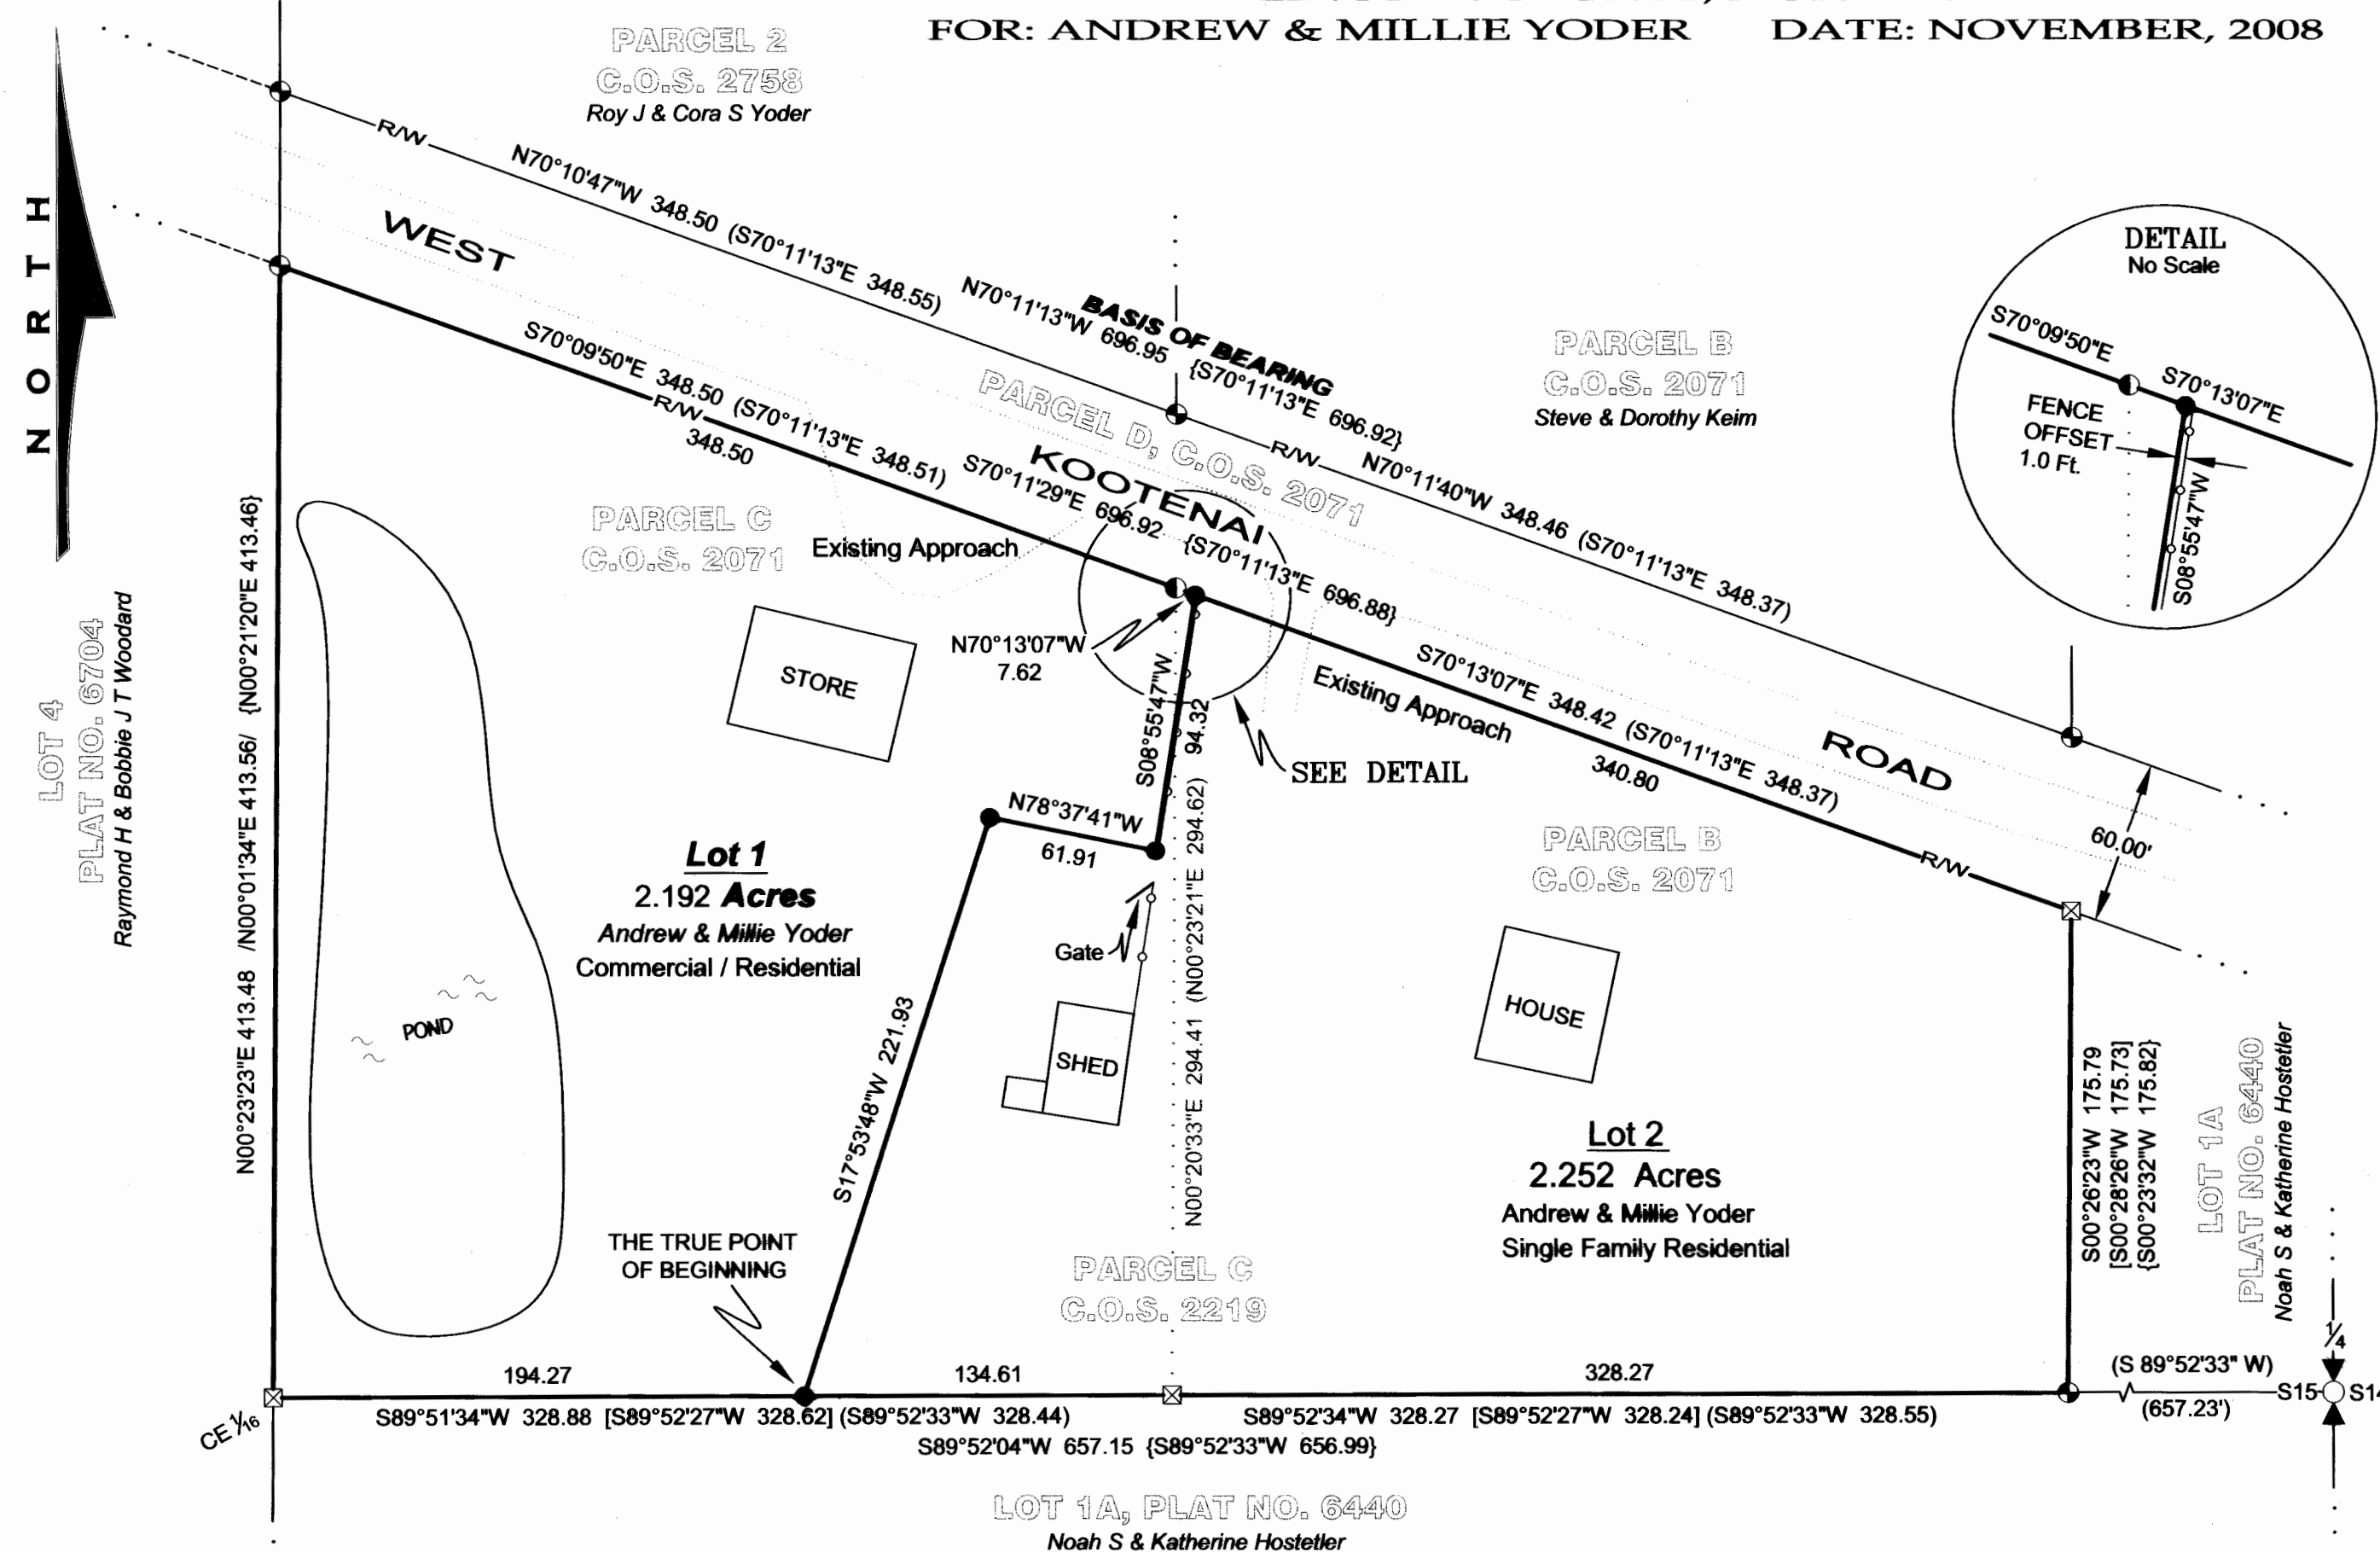 FOR: ANDREW & MILLIE YODER DATE: NOVEMBER, 2008
PARCEL 2
C.O.S. 2758
Roy J & Cora S Yoder
NORTH
R/W
N70°10'47"W 348.50 (S70°11'13"E 348.55)
WEST
BASIS OF BEARING
N70°11'13"W 696.95 {S70°11'13"E 696.92}
PARCEL B
C.O.S. 2071
Steve & Dorothy Keim
DETAIL
No Scale
S70°09'50"E
S70°13'07"E
FENCE
OFFSET
1.0 Ft.
S08°55'47"W
S70°09'50"E 348.50 (S70°11'13"E 348.51)
R/W
348.50
PARCEL D, C.O.S. 2071
KOOTENAI
R/W
N70°11'40"W 348.46 (S70°11'13"E 348.37)
S70°11'29"E 696.92 {S70°11'13"E 696.88}
PARCEL C
C.O.S. 2071
Existing Approach
STORE
N70°13'07"W
7.62
S08°55'47"W
94.32
SEE DETAIL
Existing Approach
S70°13'07"E 348.42 (S70°11'13"E 348.37)
340.80
ROAD
R/W
60.00'
N00°23'23"E 413.48 /N00°01'34"E 413.56/ {N00°21'20"E 413.46}
LOT 4
PLAT NO. 6704
Raymond H & Bobbie J T Woodard
N78°37'41"W
61.91
Lot 1
2.192 Acres
Andrew & Millie Yoder
Commercial / Residential
PARCEL B
C.O.S. 2071
Gate
POND
SHED
HOUSE
S17°53'48"W 221.93
N00°20'33"E 294.41 (N00°23'21"E 294.62)
Lot 2
2.252 Acres
Andrew & Millie Yoder
Single Family Residential
S00°26'23"W 175.79
[S00°28'26"W 175.73]
{S00°23'32"W 175.82}
LOT 1A
PLAT NO. 6440
Noah S & Katherine Hostetler
THE TRUE POINT
OF BEGINNING
PARCEL C
C.O.S. 2219
194.27
134.61
328.27
(S 89°52'33" W)
(657.23')
1/4
S15
S14
CE 1/16
S89°51'34"W 328.88 [S89°52'27"W 328.62] (S89°52'33"W 328.44)
S89°52'34"W 328.27 [S89°52'27"W 328.24] (S89°52'33"W 328.55)
S89°52'04"W 657.15 {S89°52'33"W 656.99}
LOT 1A, PLAT NO. 6440
Noah S & Katherine Hostetler